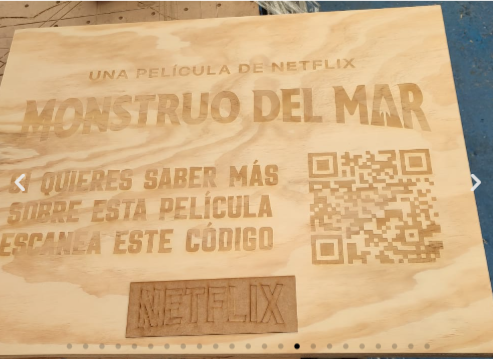 UNA PELÍCULA DE NETFLIX
MONSTRUO DEL MAR
SI QUIERES SABER MÁS
SOBRE ESTA PELÍCULA
ESCANEA ESTE CÓDIGO
NETFLIX